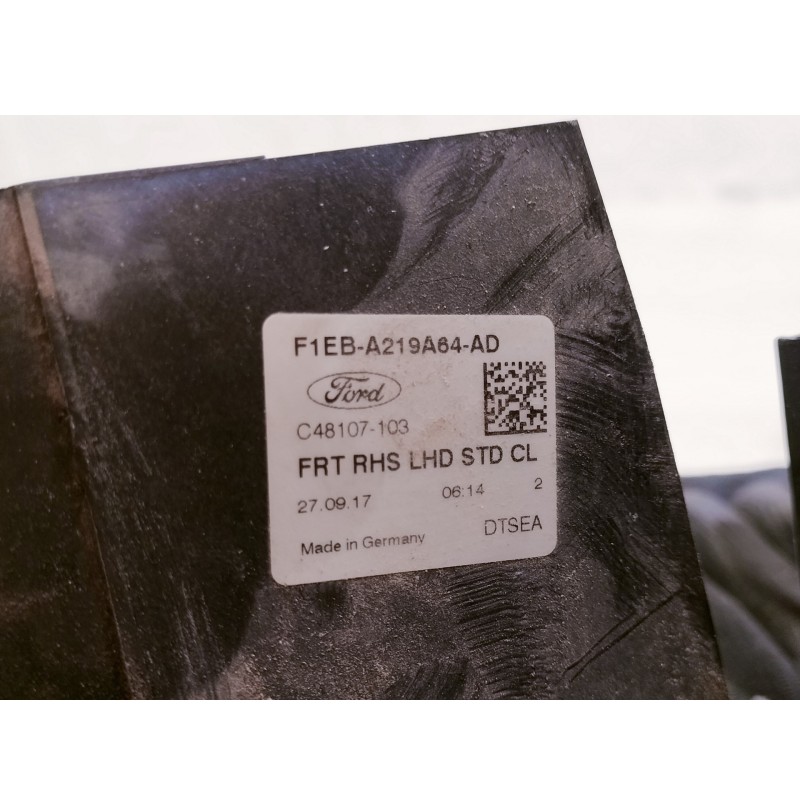 F1EB-A219A64-AD
Ford
C48107-103
FRT RHS LHD STD CL
27.09.17 06:14 2
DTSEA
Made in Germany